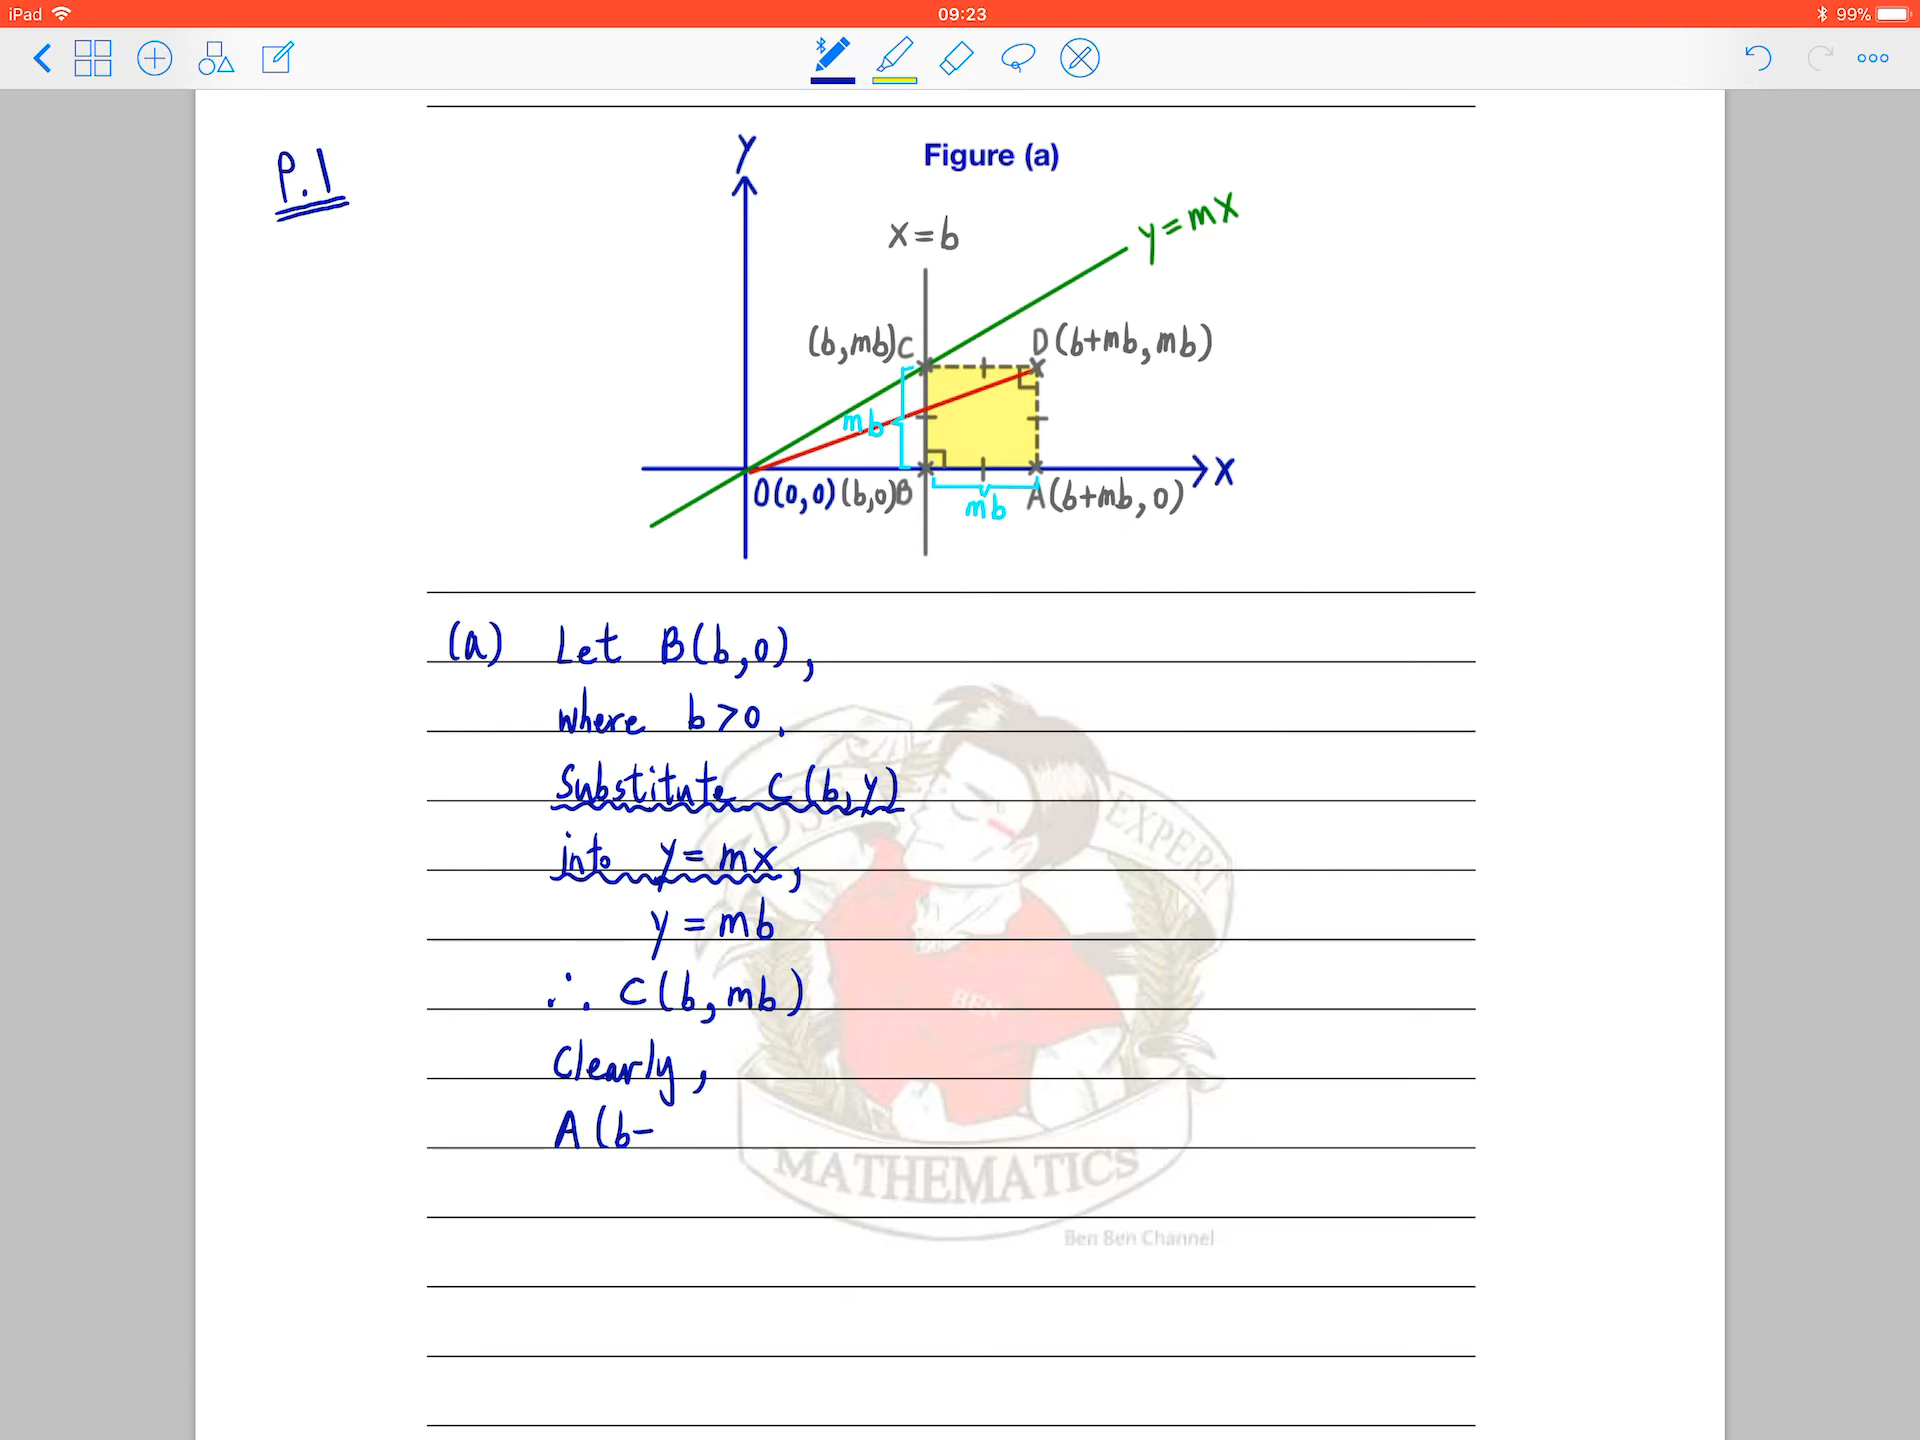 iPad 09:23 99%
P.1
Figure (a)
Y
y=mx
x=b
(b,mb)C D(b+mb,mb)
mb
X
O(0,0)(b,0)B A(b+mb,0)
mb
(a) Let B(b,0),
where b>0.
Substitute C(b,y)
into y=mx,
y=mb
∴ C(b,mb)
Clearly,
A(b-
EXPERT
BEN
MATHEMATICS
Ben Ben Channel